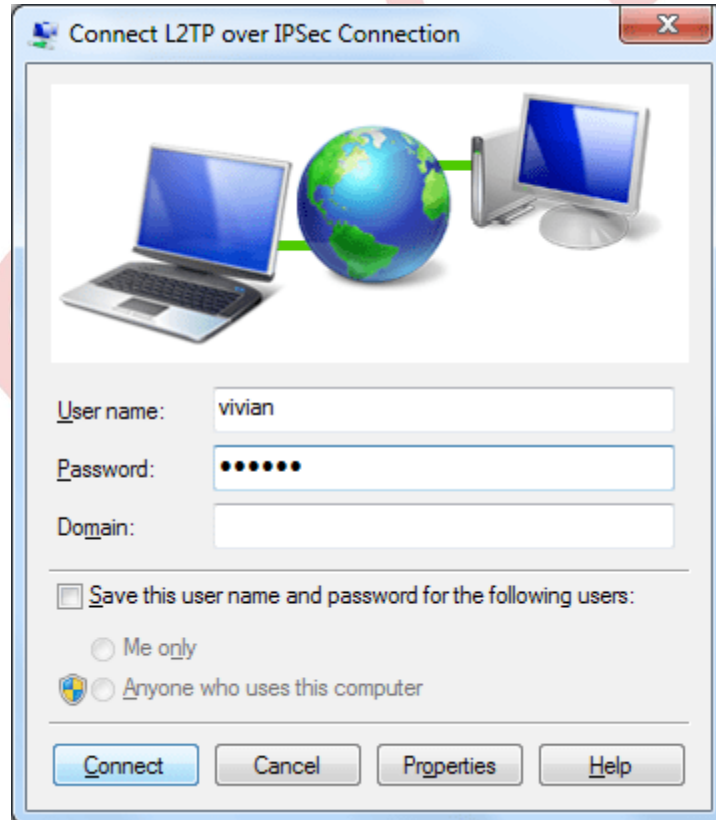 Connect L2TP over IPSec Connection
User name: vivian
Password: ••••••
Domain:
Save this user name and password for the following users:
Me only
Anyone who uses this computer
Connect Cancel Properties Help